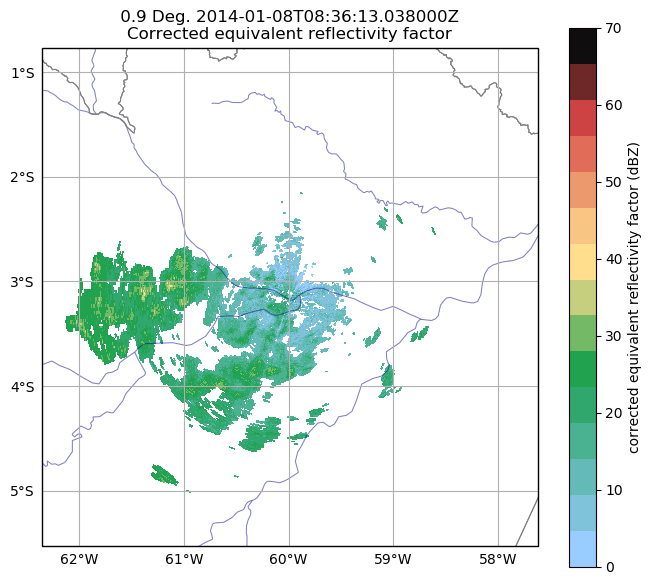 0.9 Deg. 2014-01-08T08:36:13.038000Z
Corrected equivalent reflectivity factor
1°S
2°S
3°S
4°S
5°S
62°W
61°W
60°W
59°W
58°W
70
60
50
40
30
20
10
0
corrected equivalent reflectivity factor (dBZ)